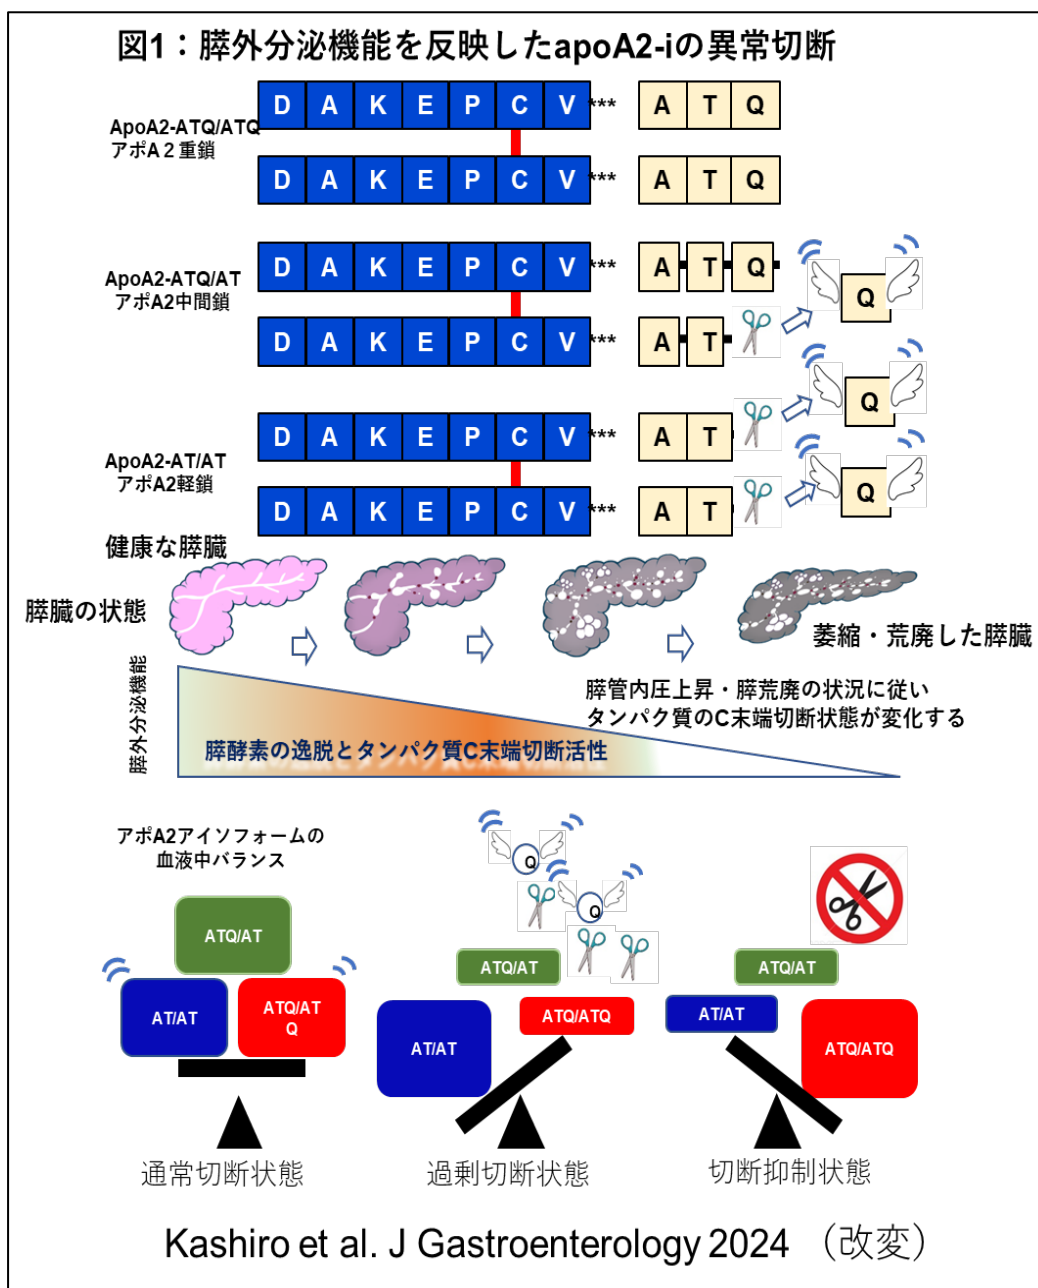 図1：膵外分泌機能を反映したapoA2-iの異常切断
ApoA2-ATQ/ATQ
アポA２重鎖
D A K E P C V *** A T Q
D A K E P C V *** A T Q
ApoA2-ATQ/AT
アポA2中間鎖
D A K E P C V *** A T Q
Q
D A K E P C V *** A T
Q
ApoA2-AT/AT
アポA2軽鎖
D A K E P C V *** A T
Q
D A K E P C V *** A T
健康な膵臓
膵臓の状態
萎縮・荒廃した膵臓
膵外分泌機能
膵管内圧上昇・膵荒廃の状況に従い
タンパク質のC末端切断状態が変化する
膵酵素の逸脱とタンパク質C末端切断活性
アポA2アイソフォームの
血液中バランス
Q
Q
ATQ/AT
AT/AT
ATQ/AT
Q
ATQ/AT
ATQ/ATQ
AT/AT
ATQ/AT
AT/AT
ATQ/ATQ
通常切断状態
過剰切断状態
切断抑制状態
Kashiro et al. J Gastroenterology 2024 （改変）